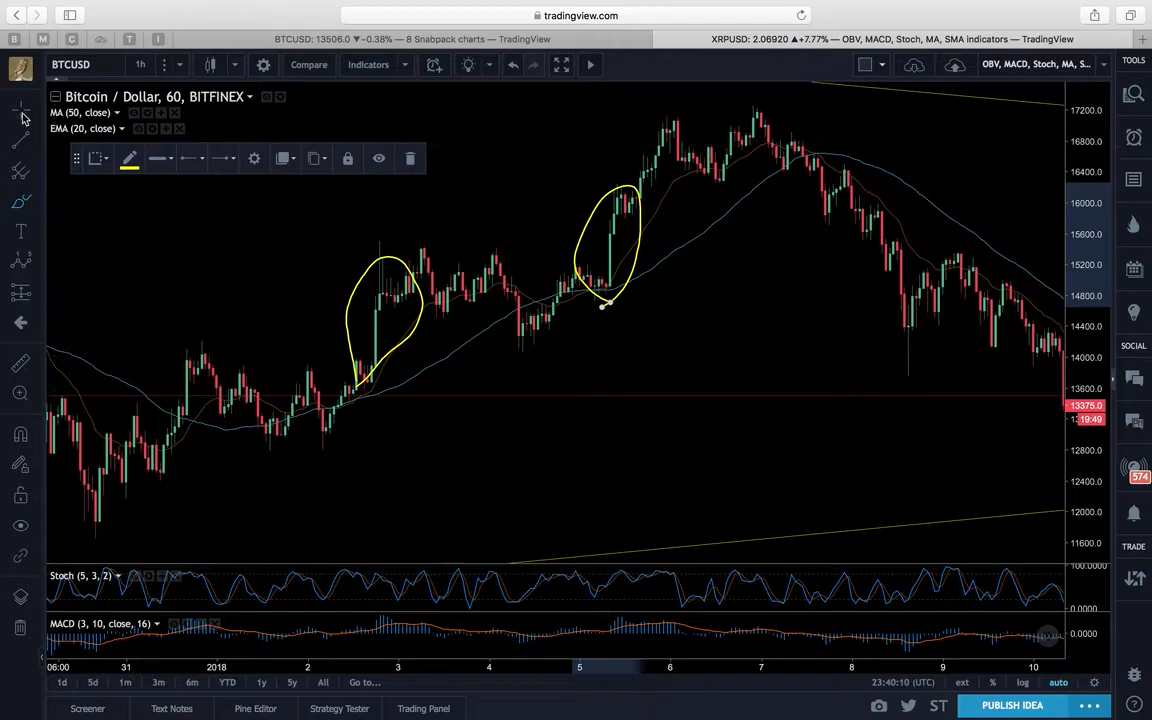 tradingview.com
B M C T I BTCUSD: 13506.0 ▼−0.38% — 8 Snabpack charts — TradingView XRPUSD: 2.06920 ▲+7.77% — OBV, MACD, Stoch, MA, SMA indicators — TradingView
BTCUSD 1h Compare Indicators OBV, MACD, Stoch, MA, S... TOOLS
Bitcoin / Dollar, 60, BITFINEX
MA (50, close)
EMA (20, close)
17200.0
16800.0
16400.0
16000.0
15600.0
15200.0
14800.0
14400.0
14000.0
13600.0
13375.0
19:49
12800.0
12400.0
12000.0
11600.0
SOCIAL
574
TRADE
Stoch (5, 3, 2)
100.0000
0.0000
MACD (3, 10, close, 16)
0.0000
06:00 31 2018 2 3 4 5 6 7 8 9 10
1d 5d 1m 3m 6m YTD 1y 5y All Go to... 23:40:10 (UTC) ext % log auto
Screener Text Notes Pine Editor Strategy Tester Trading Panel ST PUBLISH IDEA